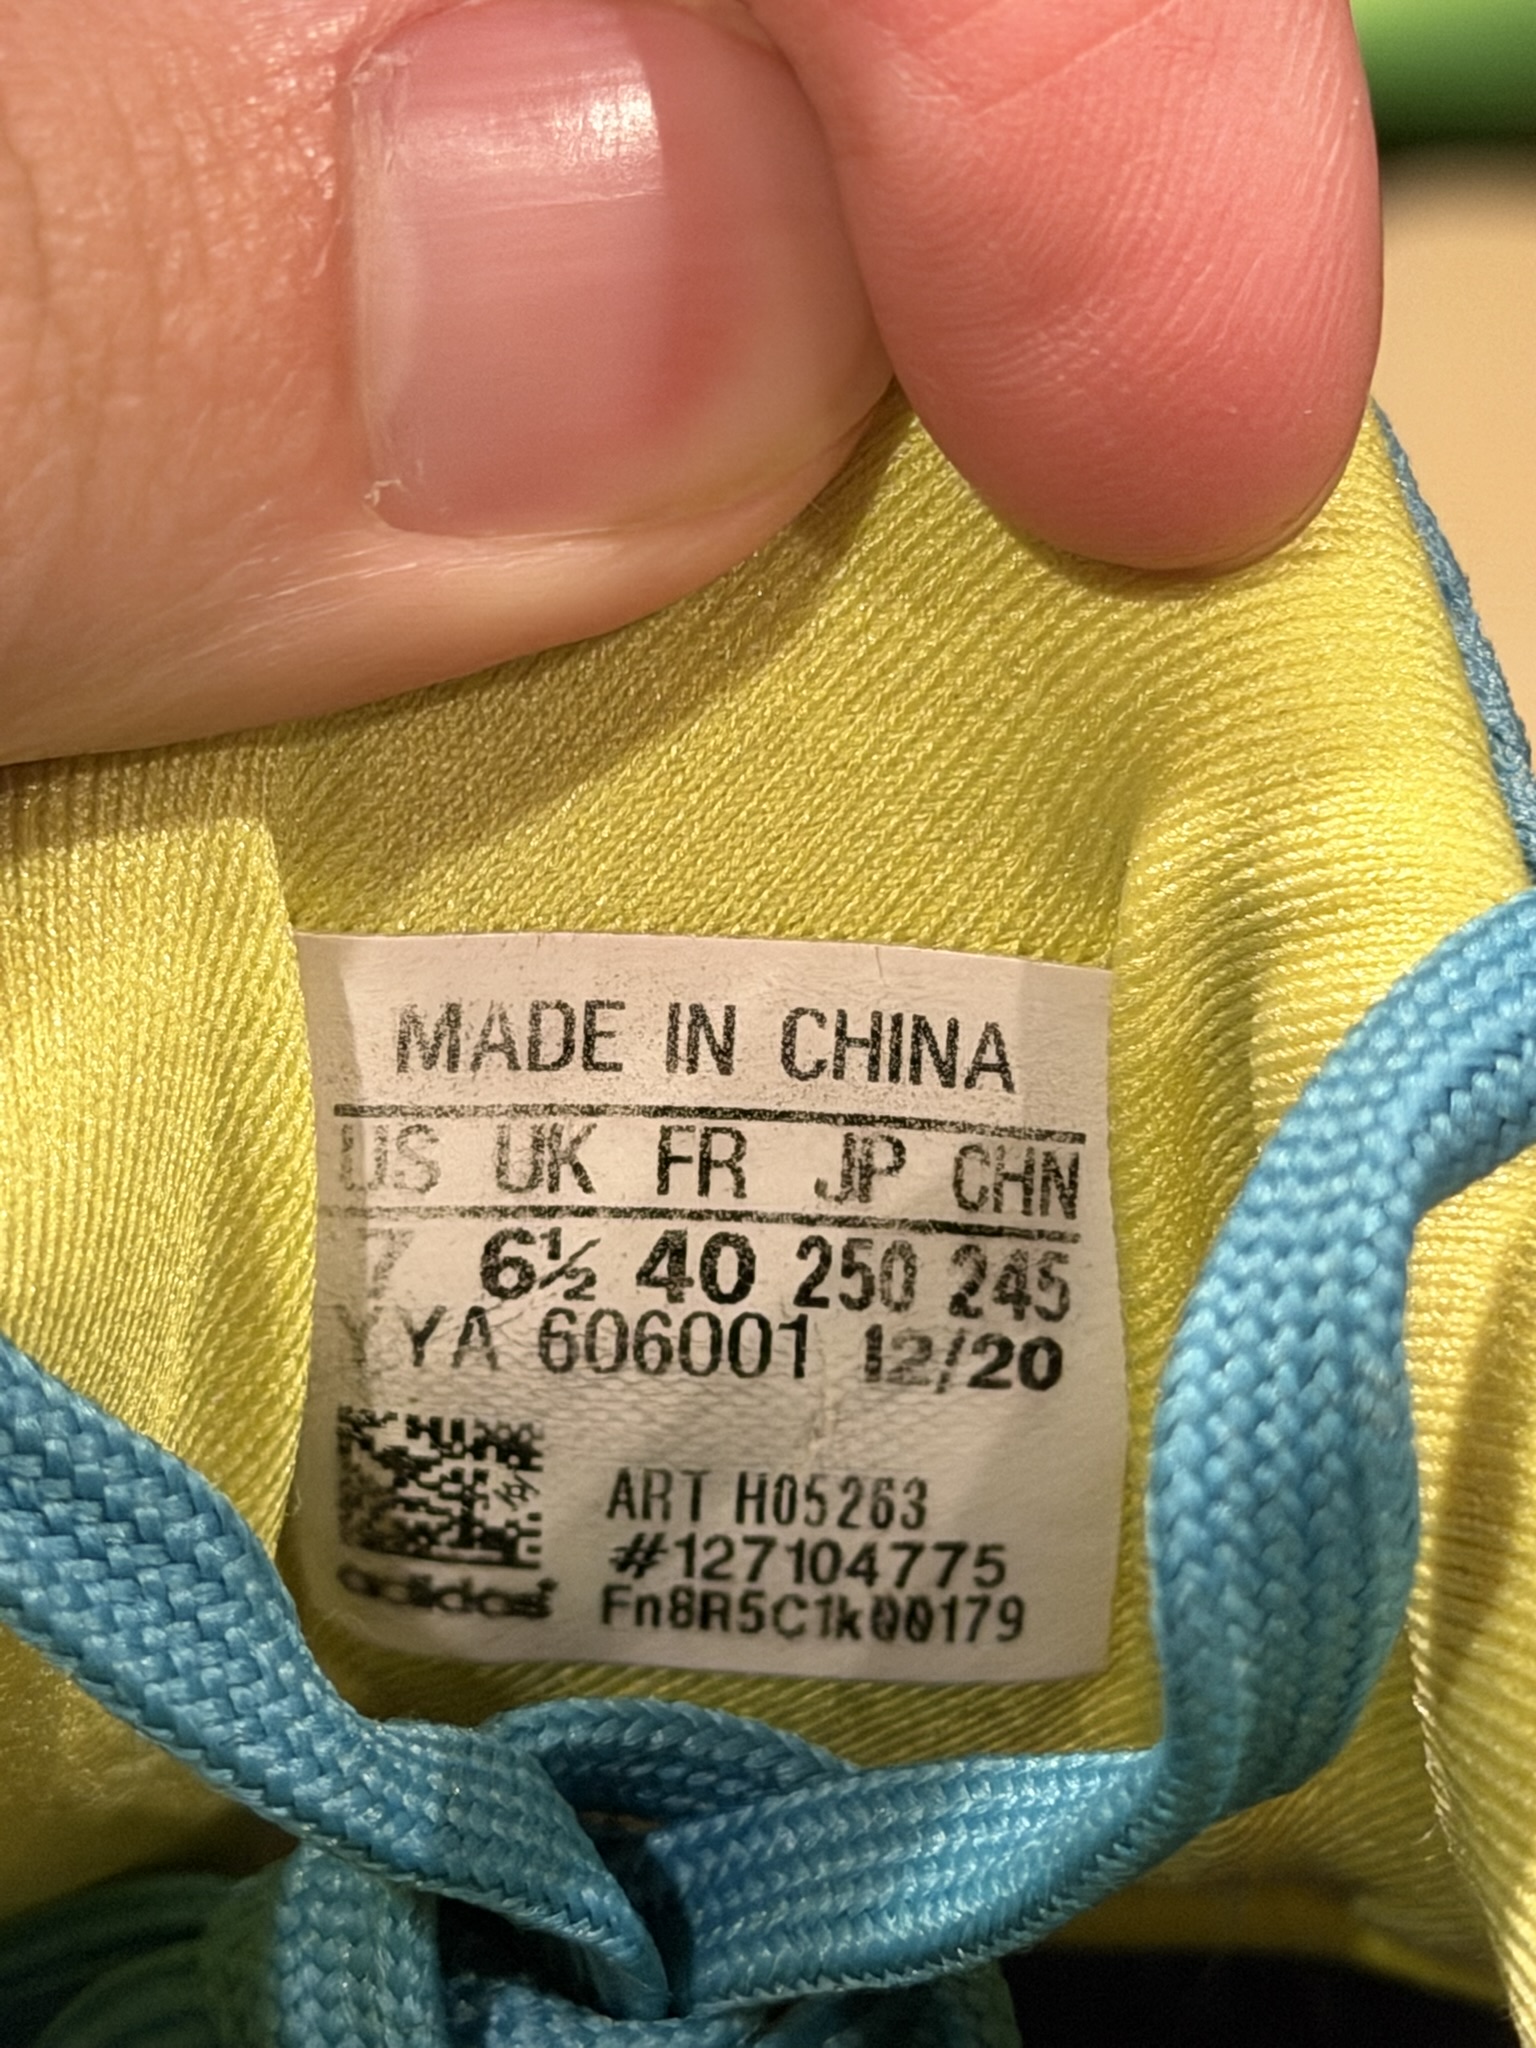 MADE IN CHINA
US UK FR JP CHN
7 6½ 40 250 245
YYA 606001 12/20
ART H05263
#127104775
Fn8R5C1k00179
adidas